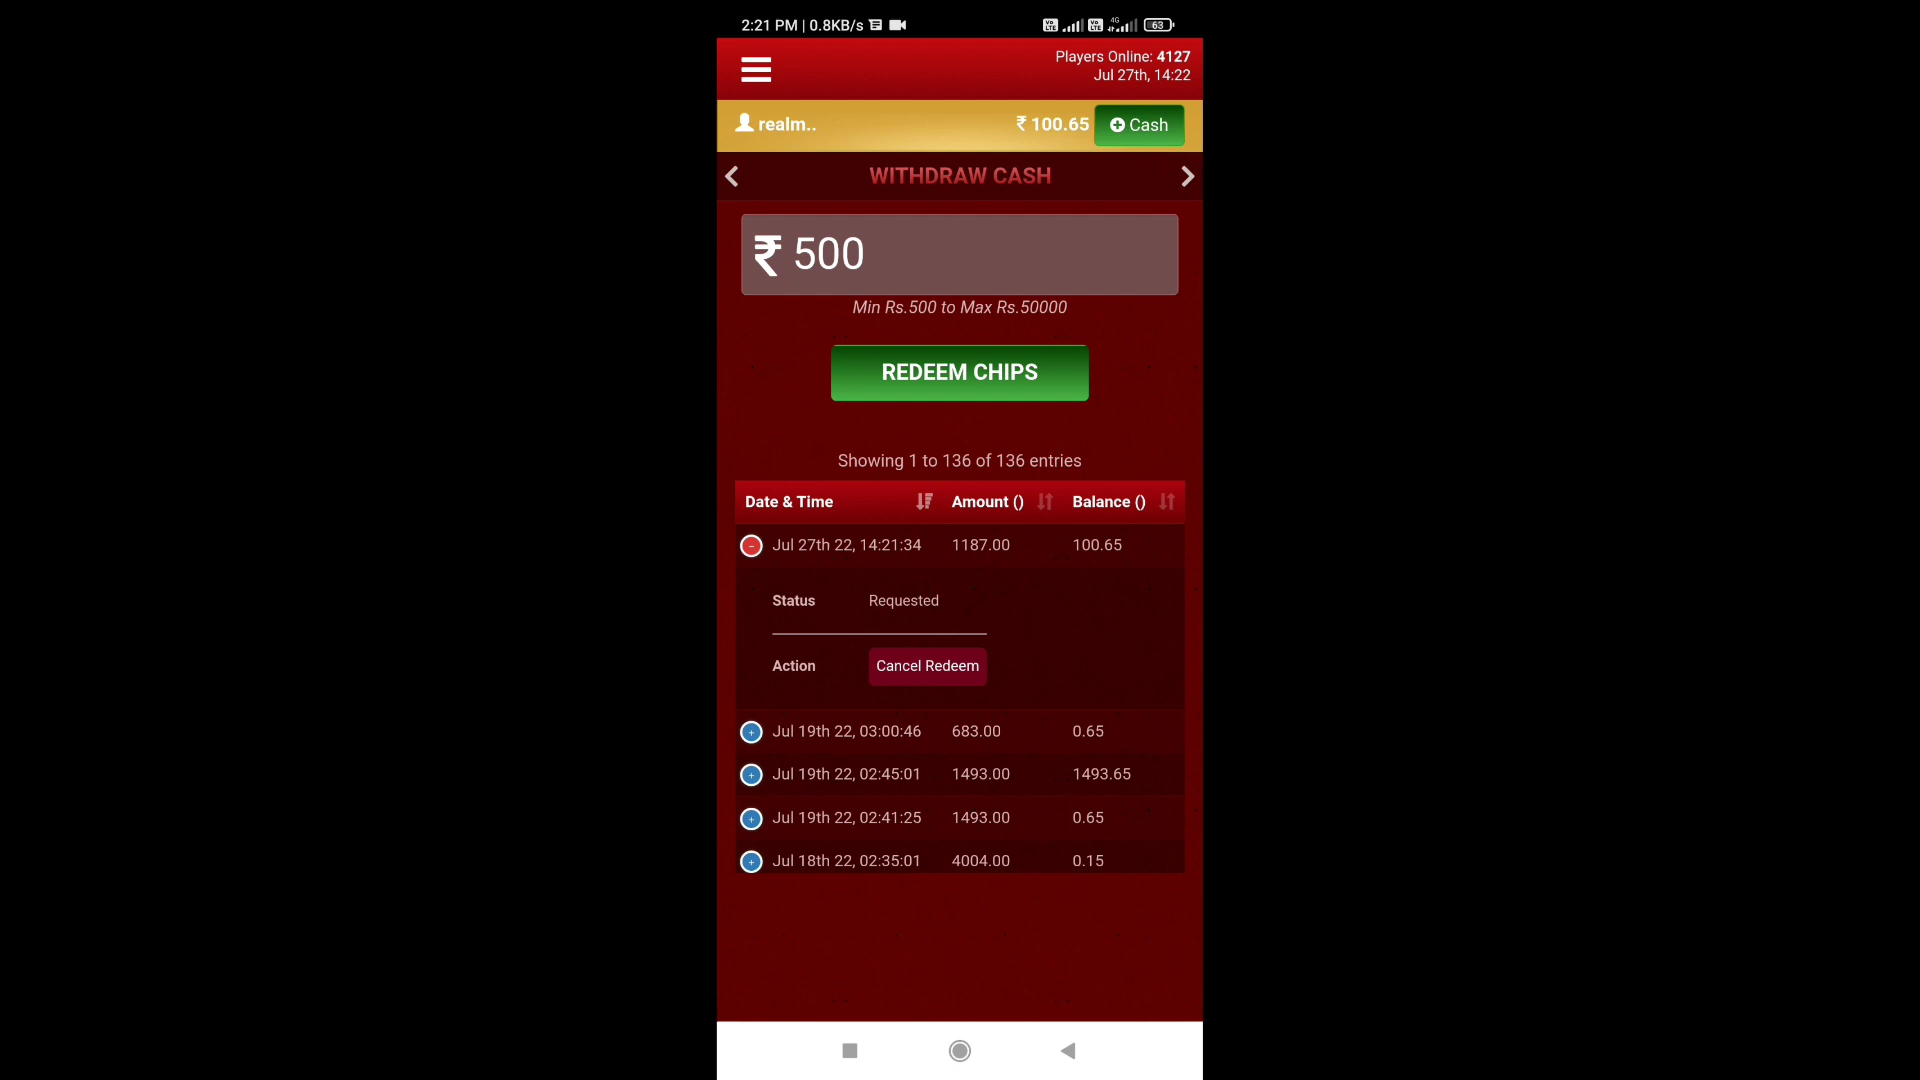 2:21 PM | 0.8KB/s
Vo LTE Vo LTE 4G 63
Players Online: 4127
Jul 27th, 14:22
realm.. ₹ 100.65 Cash
WITHDRAW CASH
₹ 500
Min Rs.500 to Max Rs.50000
REDEEM CHIPS
Showing 1 to 136 of 136 entries
Date & Time Amount () Balance ()
Jul 27th 22, 14:21:34 1187.00 100.65
Status Requested
Action Cancel Redeem
Jul 19th 22, 03:00:46 683.00 0.65
Jul 19th 22, 02:45:01 1493.00 1493.65
Jul 19th 22, 02:41:25 1493.00 0.65
Jul 18th 22, 02:35:01 4004.00 0.15